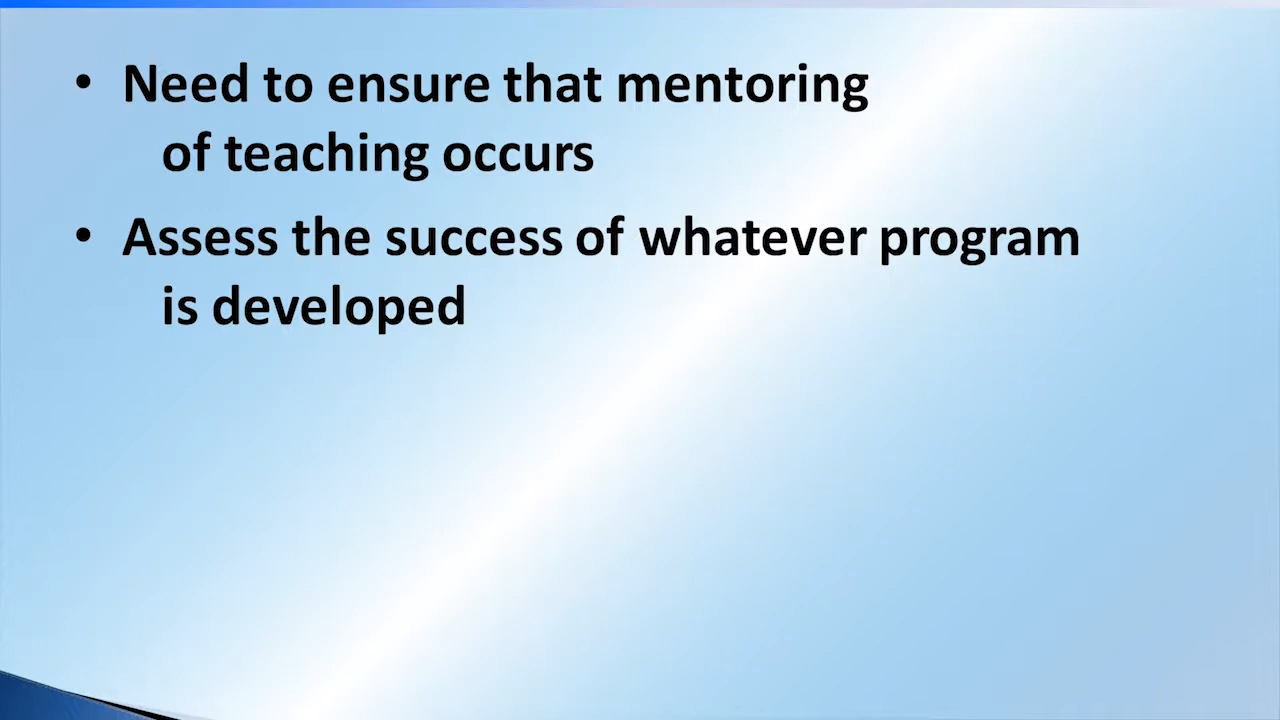 • Need to ensure that mentoring
of teaching occurs
• Assess the success of whatever program
is developed